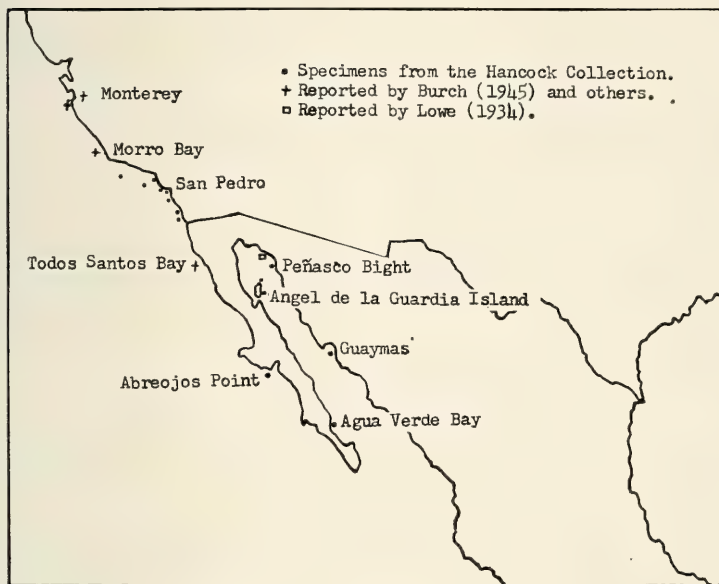 • Specimens from the Hancock Collection.
+ Reported by Burch (1945) and others.
□ Reported by Lowe (1934).
Monterey
Morro Bay
San Pedro
Todos Santos Bay
Peñasco Bight
Angel de la Guardia Island
Guaymas
Abreojos Point
Agua Verde Bay